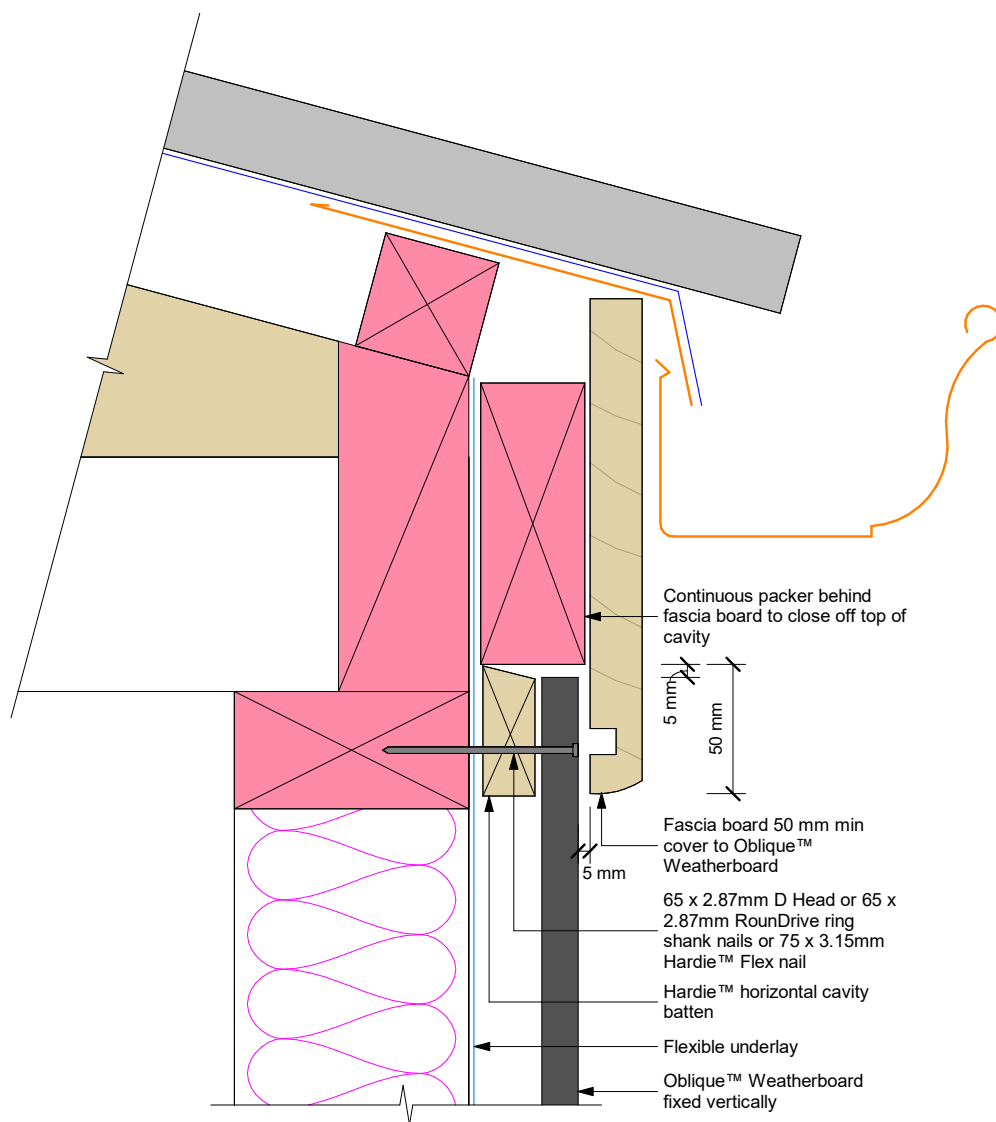 Continuous packer behind
fascia board to close off top of
cavity
5 mm
50 mm
Fascia board 50 mm min
cover to Oblique™
Weatherboard
5 mm
65 x 2.87mm D Head or 65 x
2.87mm RounDrive ring
shank nails or 75 x 3.15mm
Hardie™ Flex nail
Hardie™ horizontal cavity
batten
Flexible underlay
Oblique™ Weatherboard
fixed vertically